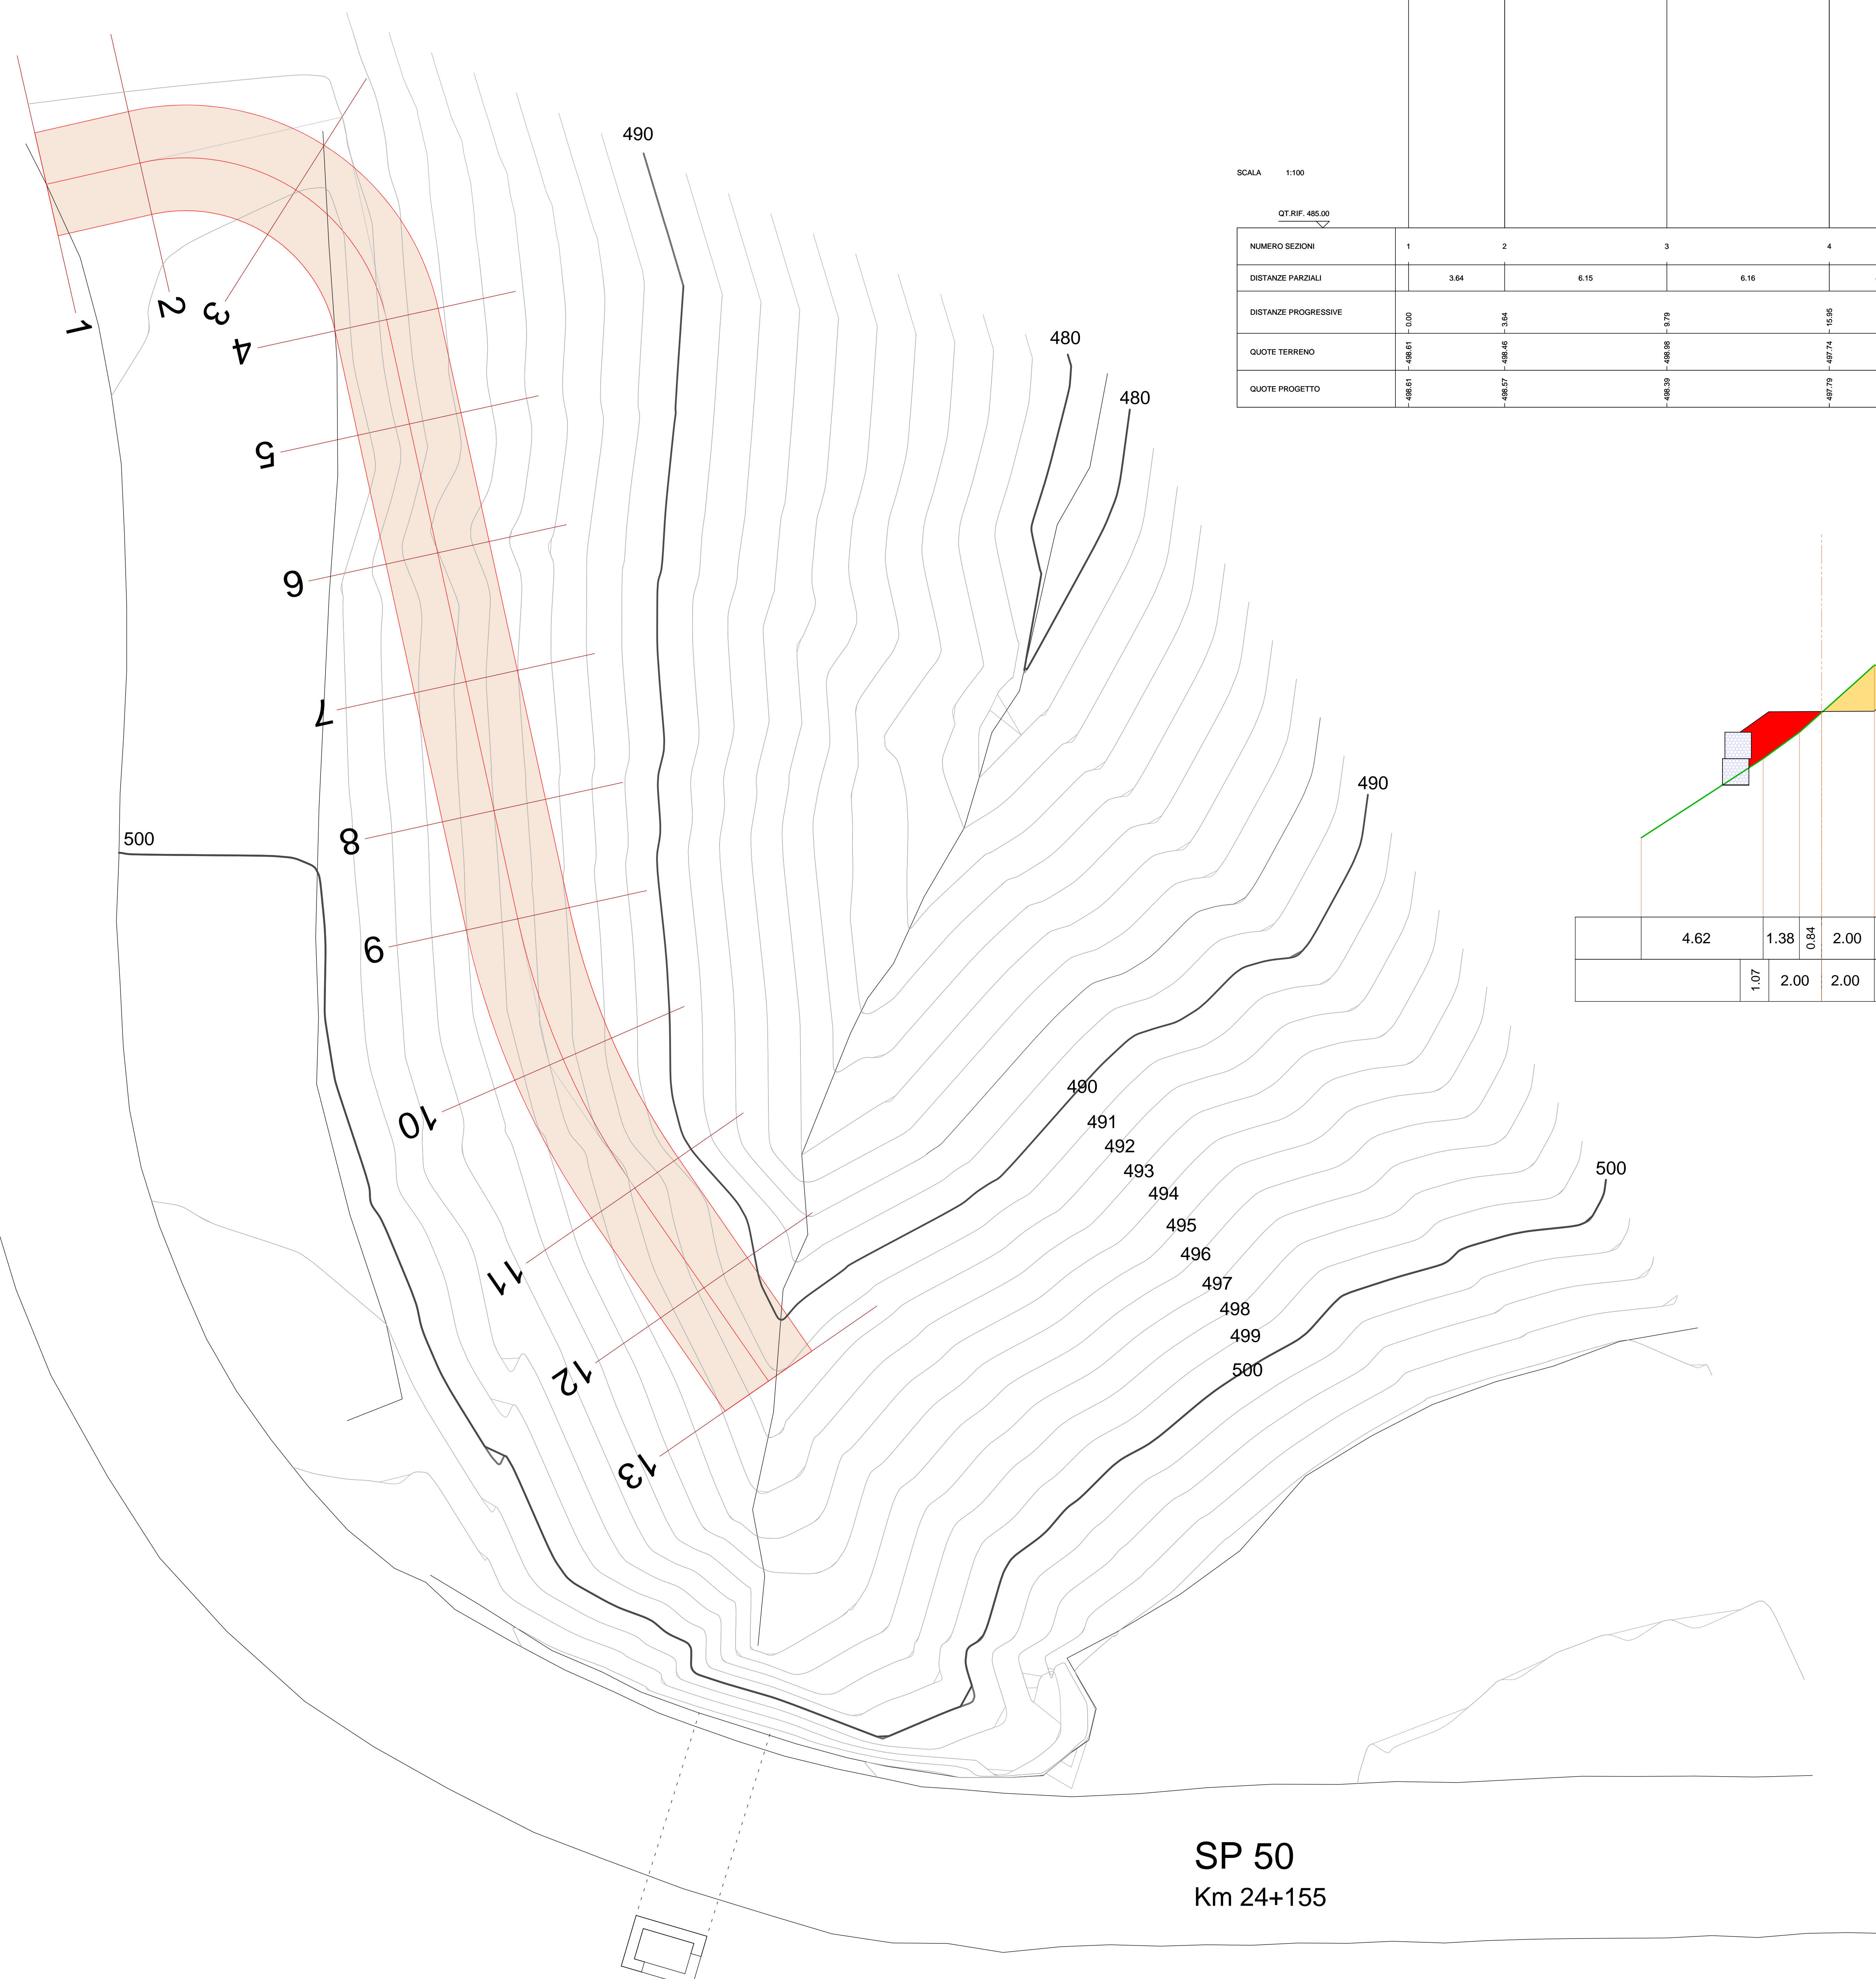 490
480
480
SCALA 1:100
QT.RIF. 485.00
NUMERO SEZIONI 1 2 3 4
DISTANZE PARZIALI 3.64 6.15 6.16
DISTANZE PROGRESSIVE 0.00 3.64 9.79 15.95
QUOTE TERRENO 498.61 498.46 498.98 497.74
QUOTE PROGETTO 498.61 498.57 498.39 497.79
1
2
3
4
5
6
7
8
9
10
11
12
13
500
490
490
491
492
493
494
495
496
497
498
499
500
500
4.62 1.38 0.84 2.00
1.07 2.00 2.00
SP 50
Km 24+155